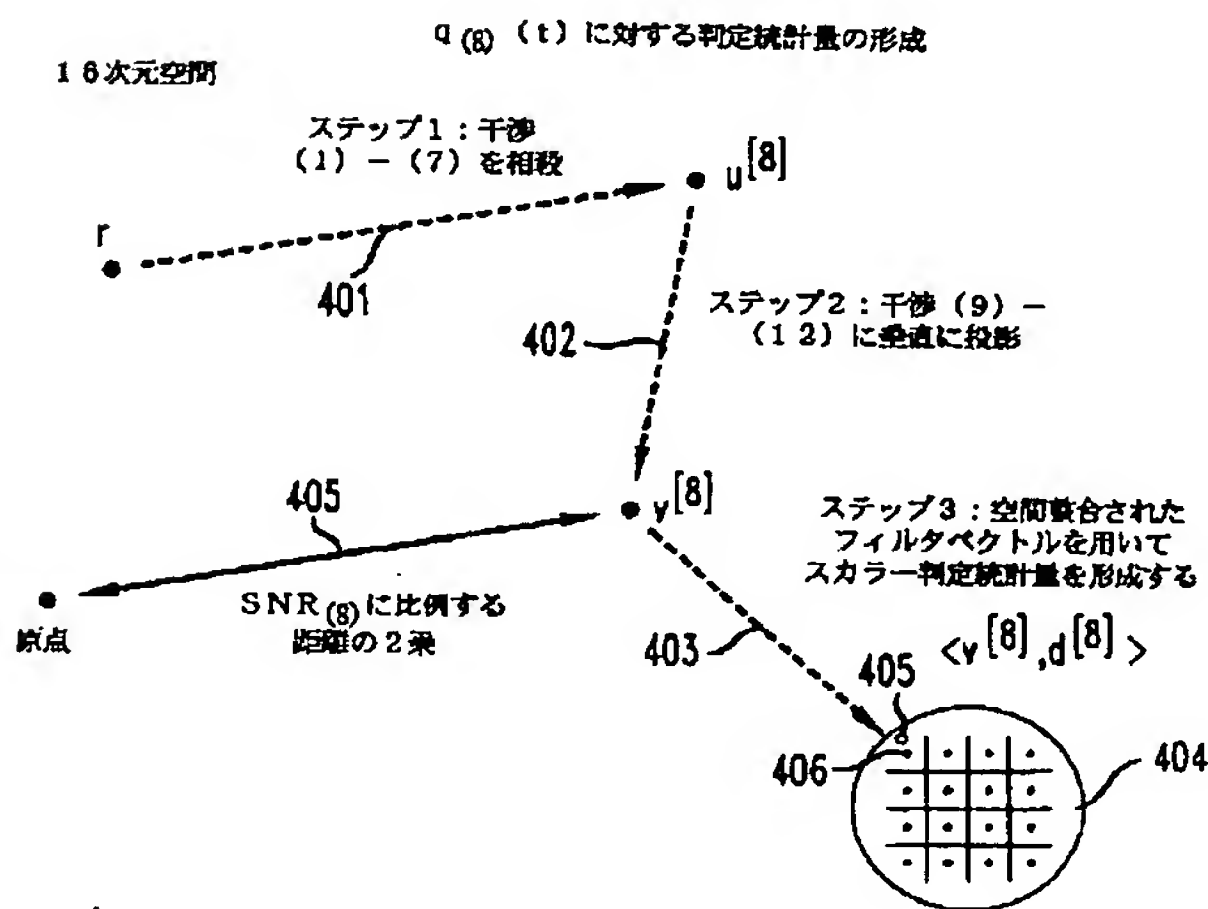 q(8) (t)に対する判定統計量の形成
16次元空間
ステップ1:干渉
(1)-(7)を相殺
r
u[8]
401
ステップ2:干渉(9)-
(12)に垂直に投影
402
405
v[8]
ステップ3:空間整合された
フィルタベクトルを用いて
スカラー判定統計量を形成する
SNR(8)に比例する
距離の2乗
原点
403
<v[8],d[8]>
405
406
404